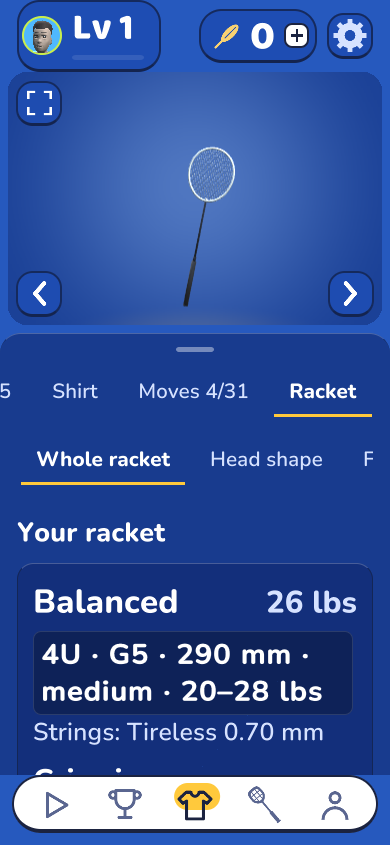 Lv 1
0
5 Shirt Moves 4/31 Racket
Whole racket Head shape F
Your racket
Balanced 26 lbs
4U · G5 · 290 mm ·
medium · 20–28 lbs
Strings: Tireless 0.70 mm